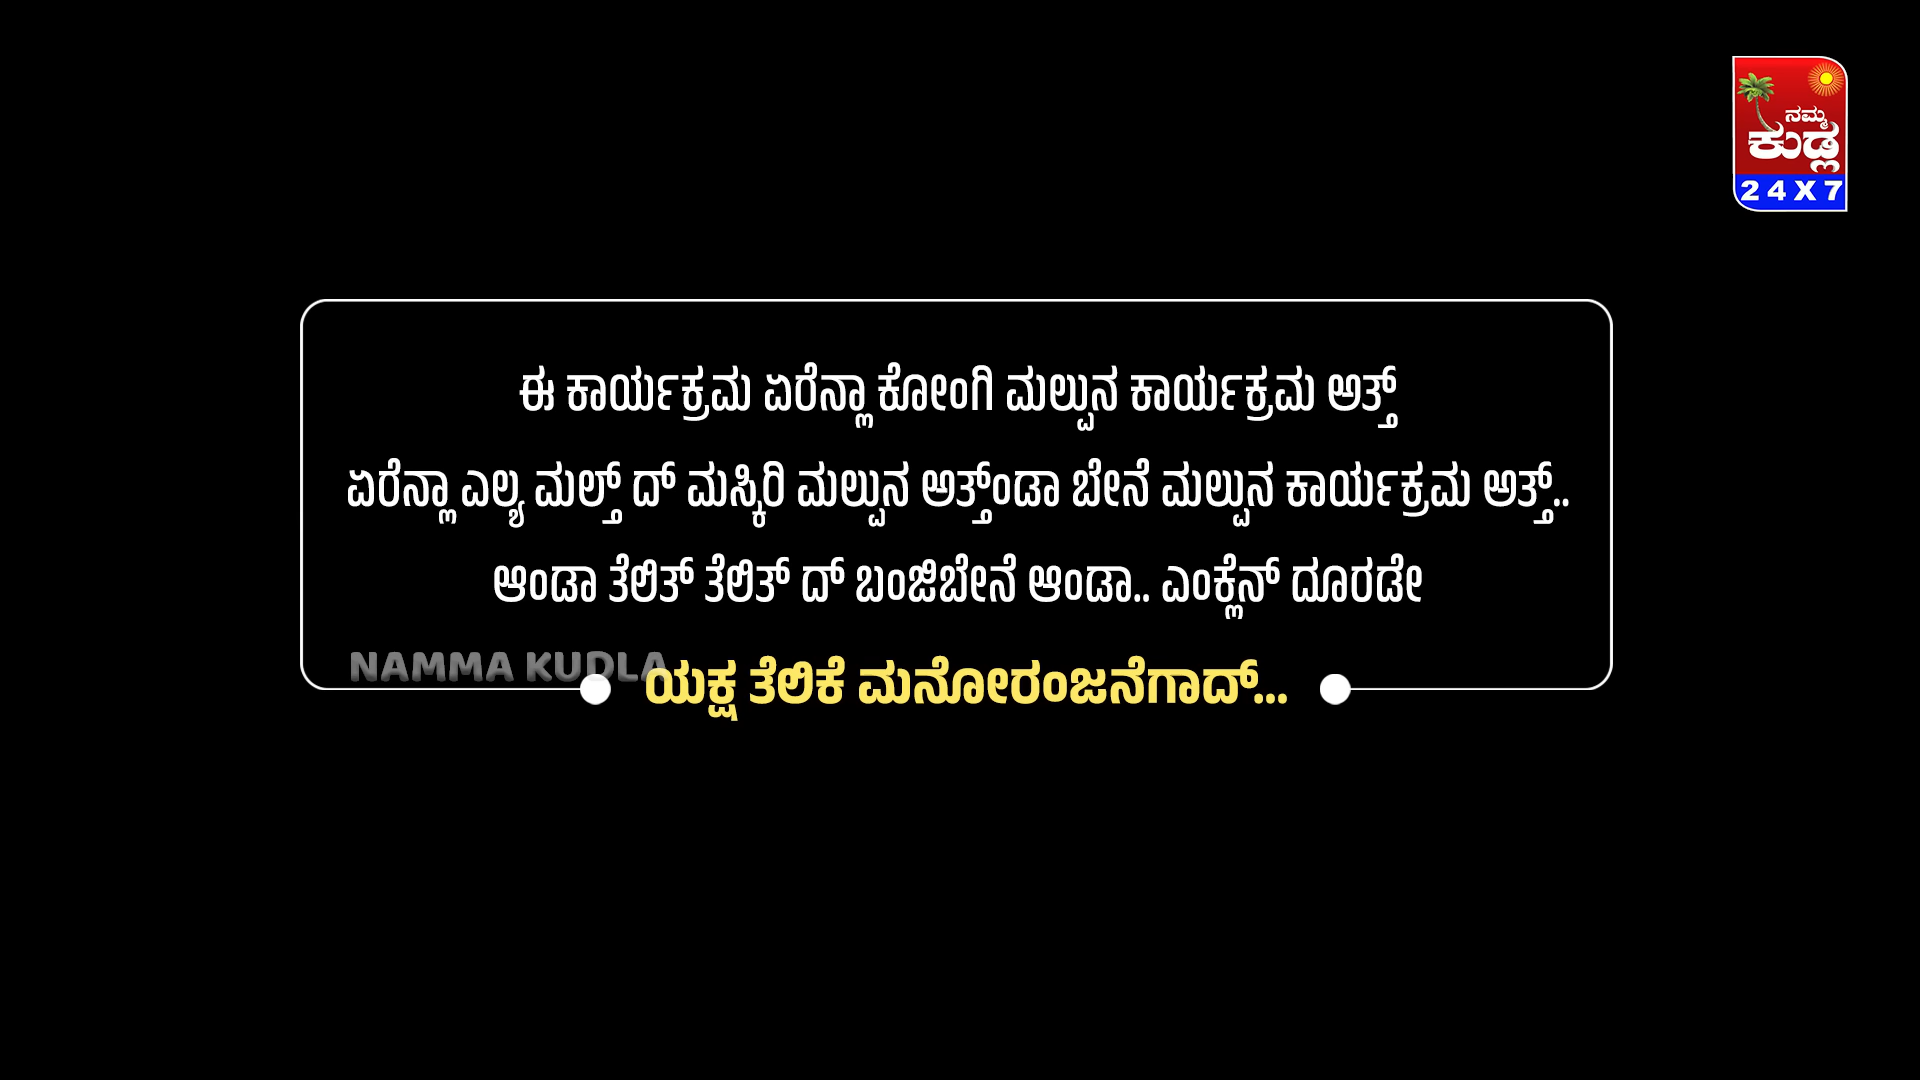 ನಮ್ಮ
ಕುಡ್ಲ
24X7
ಈ ಕಾರ್ಯಕ್ರಮ ಏರೆನ್ಲಾ ಕೋಂಗಿ ಮಲ್ಪುನ ಕಾರ್ಯಕ್ರಮ ಅತ್ತ್
ಏರೆನ್ಲಾ ಎಲ್ಯ ಮಲ್ತ್ ದ್ ಮಸ್ಕಿರಿ ಮಲ್ಪುನ ಅತ್ತ್ಂಡಾ ಬೇನೆ ಮಲ್ಪುನ ಕಾರ್ಯಕ್ರಮ ಅತ್ತ್..
ಆಂಡಾ ತೆಲಿತ್ ತೆಲಿತ್ ದ್ ಬಂಜಿಬೇನೆ ಆಂಡಾ.. ಎಂಕ್ಲೆನ್ ದೂರಡೇ
NAMMA KUDLA
ಯಕ್ಷ ತೆಲಿಕೆ ಮನೋರಂಜನೆಗಾದ್...